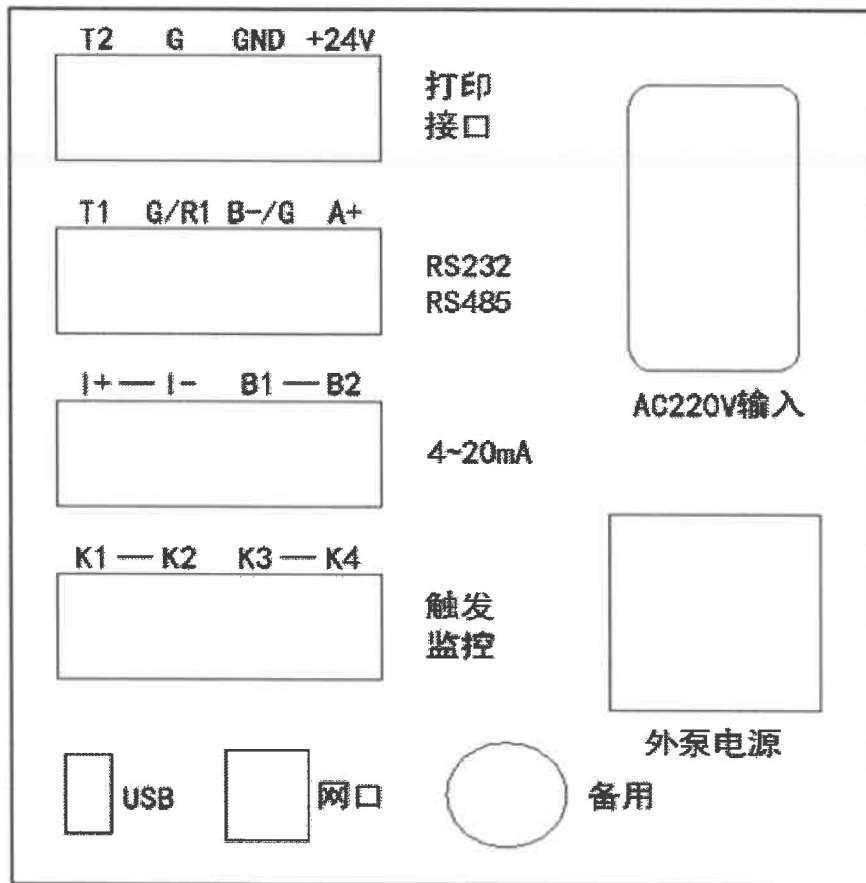 T2 G GND +24V
打印
接口
T1 G/R1 B-/G A+
RS232
RS485
I+ — I- B1 — B2
4~20mA
AC220V输入
K1 — K2 K3 — K4
触发
监控
外泵电源
USB
网口
备用